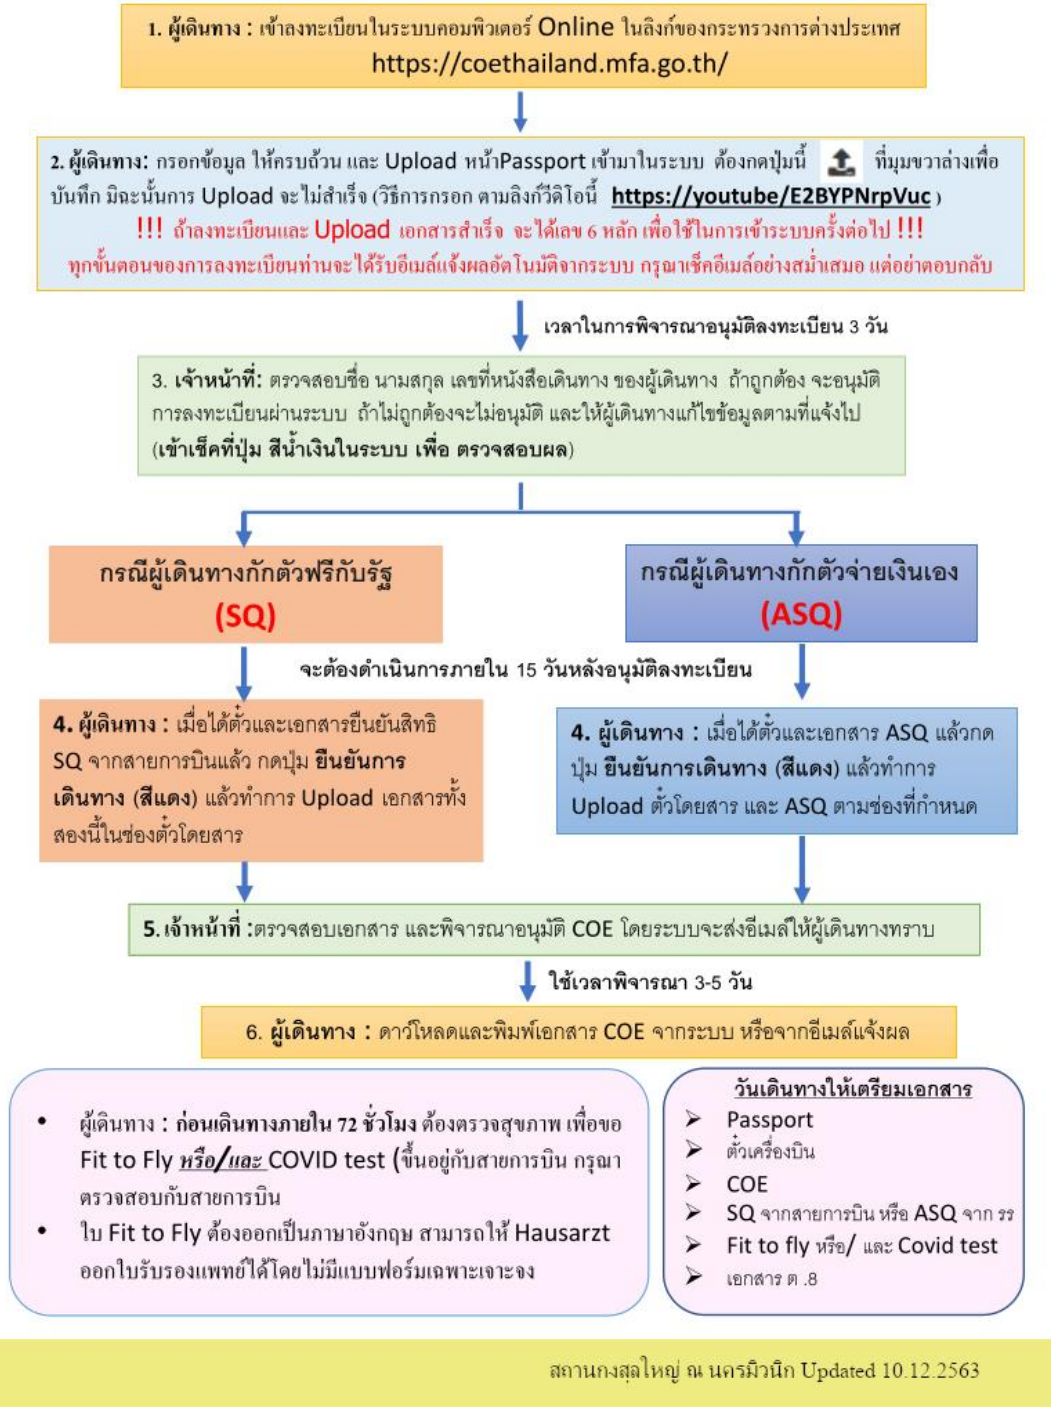 1. ผู้เดินทาง : เข้าลงทะเบียนในระบบคอมพิวเตอร์ Online ในลิงก์ของกระทรวงการต่างประเทศ
https://coethailand.mfa.go.th/
2. ผู้เดินทาง: กรอกข้อมูล ให้ครบถ้วน และ Upload หน้าPassport เข้ามาในระบบ ต้องกดปุ่มนี้ ที่มุมขวาล่างเพื่อ
บันทึก มิฉะนั้นการ Upload จะไม่สำเร็จ (วิธีการกรอก ตามลิงก์วีดิโอนี้ https://youtube/E2BYPNrpVuc )
!!! ถ้าลงทะเบียนและ Upload เอกสารสำเร็จ จะได้เลข 6 หลัก เพื่อใช้ในการเข้าระบบครั้งต่อไป !!!
ทุกขั้นตอนของการลงทะเบียนท่านจะได้รับอีเมล์แจ้งผลอัตโนมัติจากระบบ กรุณาเช็คอีเมล์อย่างสม่ำเสมอ แต่อย่าตอบกลับ
เวลาในการพิจารณาอนุมัติลงทะเบียน 3 วัน
3. เจ้าหน้าที่: ตรวจสอบชื่อ นามสกุล เลขที่หนังสือเดินทาง ของผู้เดินทาง ถ้าถูกต้อง จะอนุมัติ
การลงทะเบียนผ่านระบบ ถ้าไม่ถูกต้องจะไม่อนุมัติ และให้ผู้เดินทางแก้ไขข้อมูลตามที่แจ้งไป
(เข้าเช็คที่ปุ่ม สีน้ำเงินในระบบ เพื่อ ตรวจสอบผล)
กรณีผู้เดินทางกักตัวฟรีกับรัฐ
(SQ)
กรณีผู้เดินทางกักตัวจ่ายเงินเอง
(ASQ)
จะต้องดำเนินการภายใน 15 วันหลังอนุมัติลงทะเบียน
4. ผู้เดินทาง : เมื่อได้ตั๋วและเอกสารยืนยันสิทธิ
SQ จากสายการบินแล้ว กดปุ่ม ยืนยันการ
เดินทาง (สีแดง) แล้วทำการ Upload เอกสารทั้ง
สองนี้ในช่องตั๋วโดยสาร
4. ผู้เดินทาง : เมื่อได้ตั๋วและเอกสาร ASQ แล้วกด
ปุ่ม ยืนยันการเดินทาง (สีแดง) แล้วทำการ
Upload ตั๋วโดยสาร และ ASQ ตามช่องที่กำหนด
5. เจ้าหน้าที่ :ตรวจสอบเอกสาร และพิจารณาอนุมัติ COE โดยระบบจะส่งอีเมล์ให้ผู้เดินทางทราบ
ใช้เวลาพิจารณา 3-5 วัน
6. ผู้เดินทาง : ดาวโหลดและพิมพ์เอกสาร COE จากระบบ หรือจากอีเมล์แจ้งผล
• ผู้เดินทาง : ก่อนเดินทางภายใน 72 ชั่วโมง ต้องตรวจสุขภาพ เพื่อขอ
Fit to Fly หรือ/และ COVID test (ขึ้นอยู่กับสายการบิน กรุณา
ตรวจสอบกับสายการบิน
• ใบ Fit to Fly ต้องออกเป็นภาษาอังกฤษ สามารถให้ Hausarzt
ออกใบรับรองแพทย์ได้โดยไม่มีแบบฟอร์มเฉพาะเจาะจง
วันเดินทางให้เตรียมเอกสาร
➢ Passport
➢ ตั๋วเครื่องบิน
➢ COE
➢ SQ จากสายการบิน หรือ ASQ จาก รร
➢ Fit to fly หรือ/ และ Covid test
➢ เอกสาร ต .8
สถานกงสุลใหญ่ ณ นครมิวนิก Updated 10.12.2563